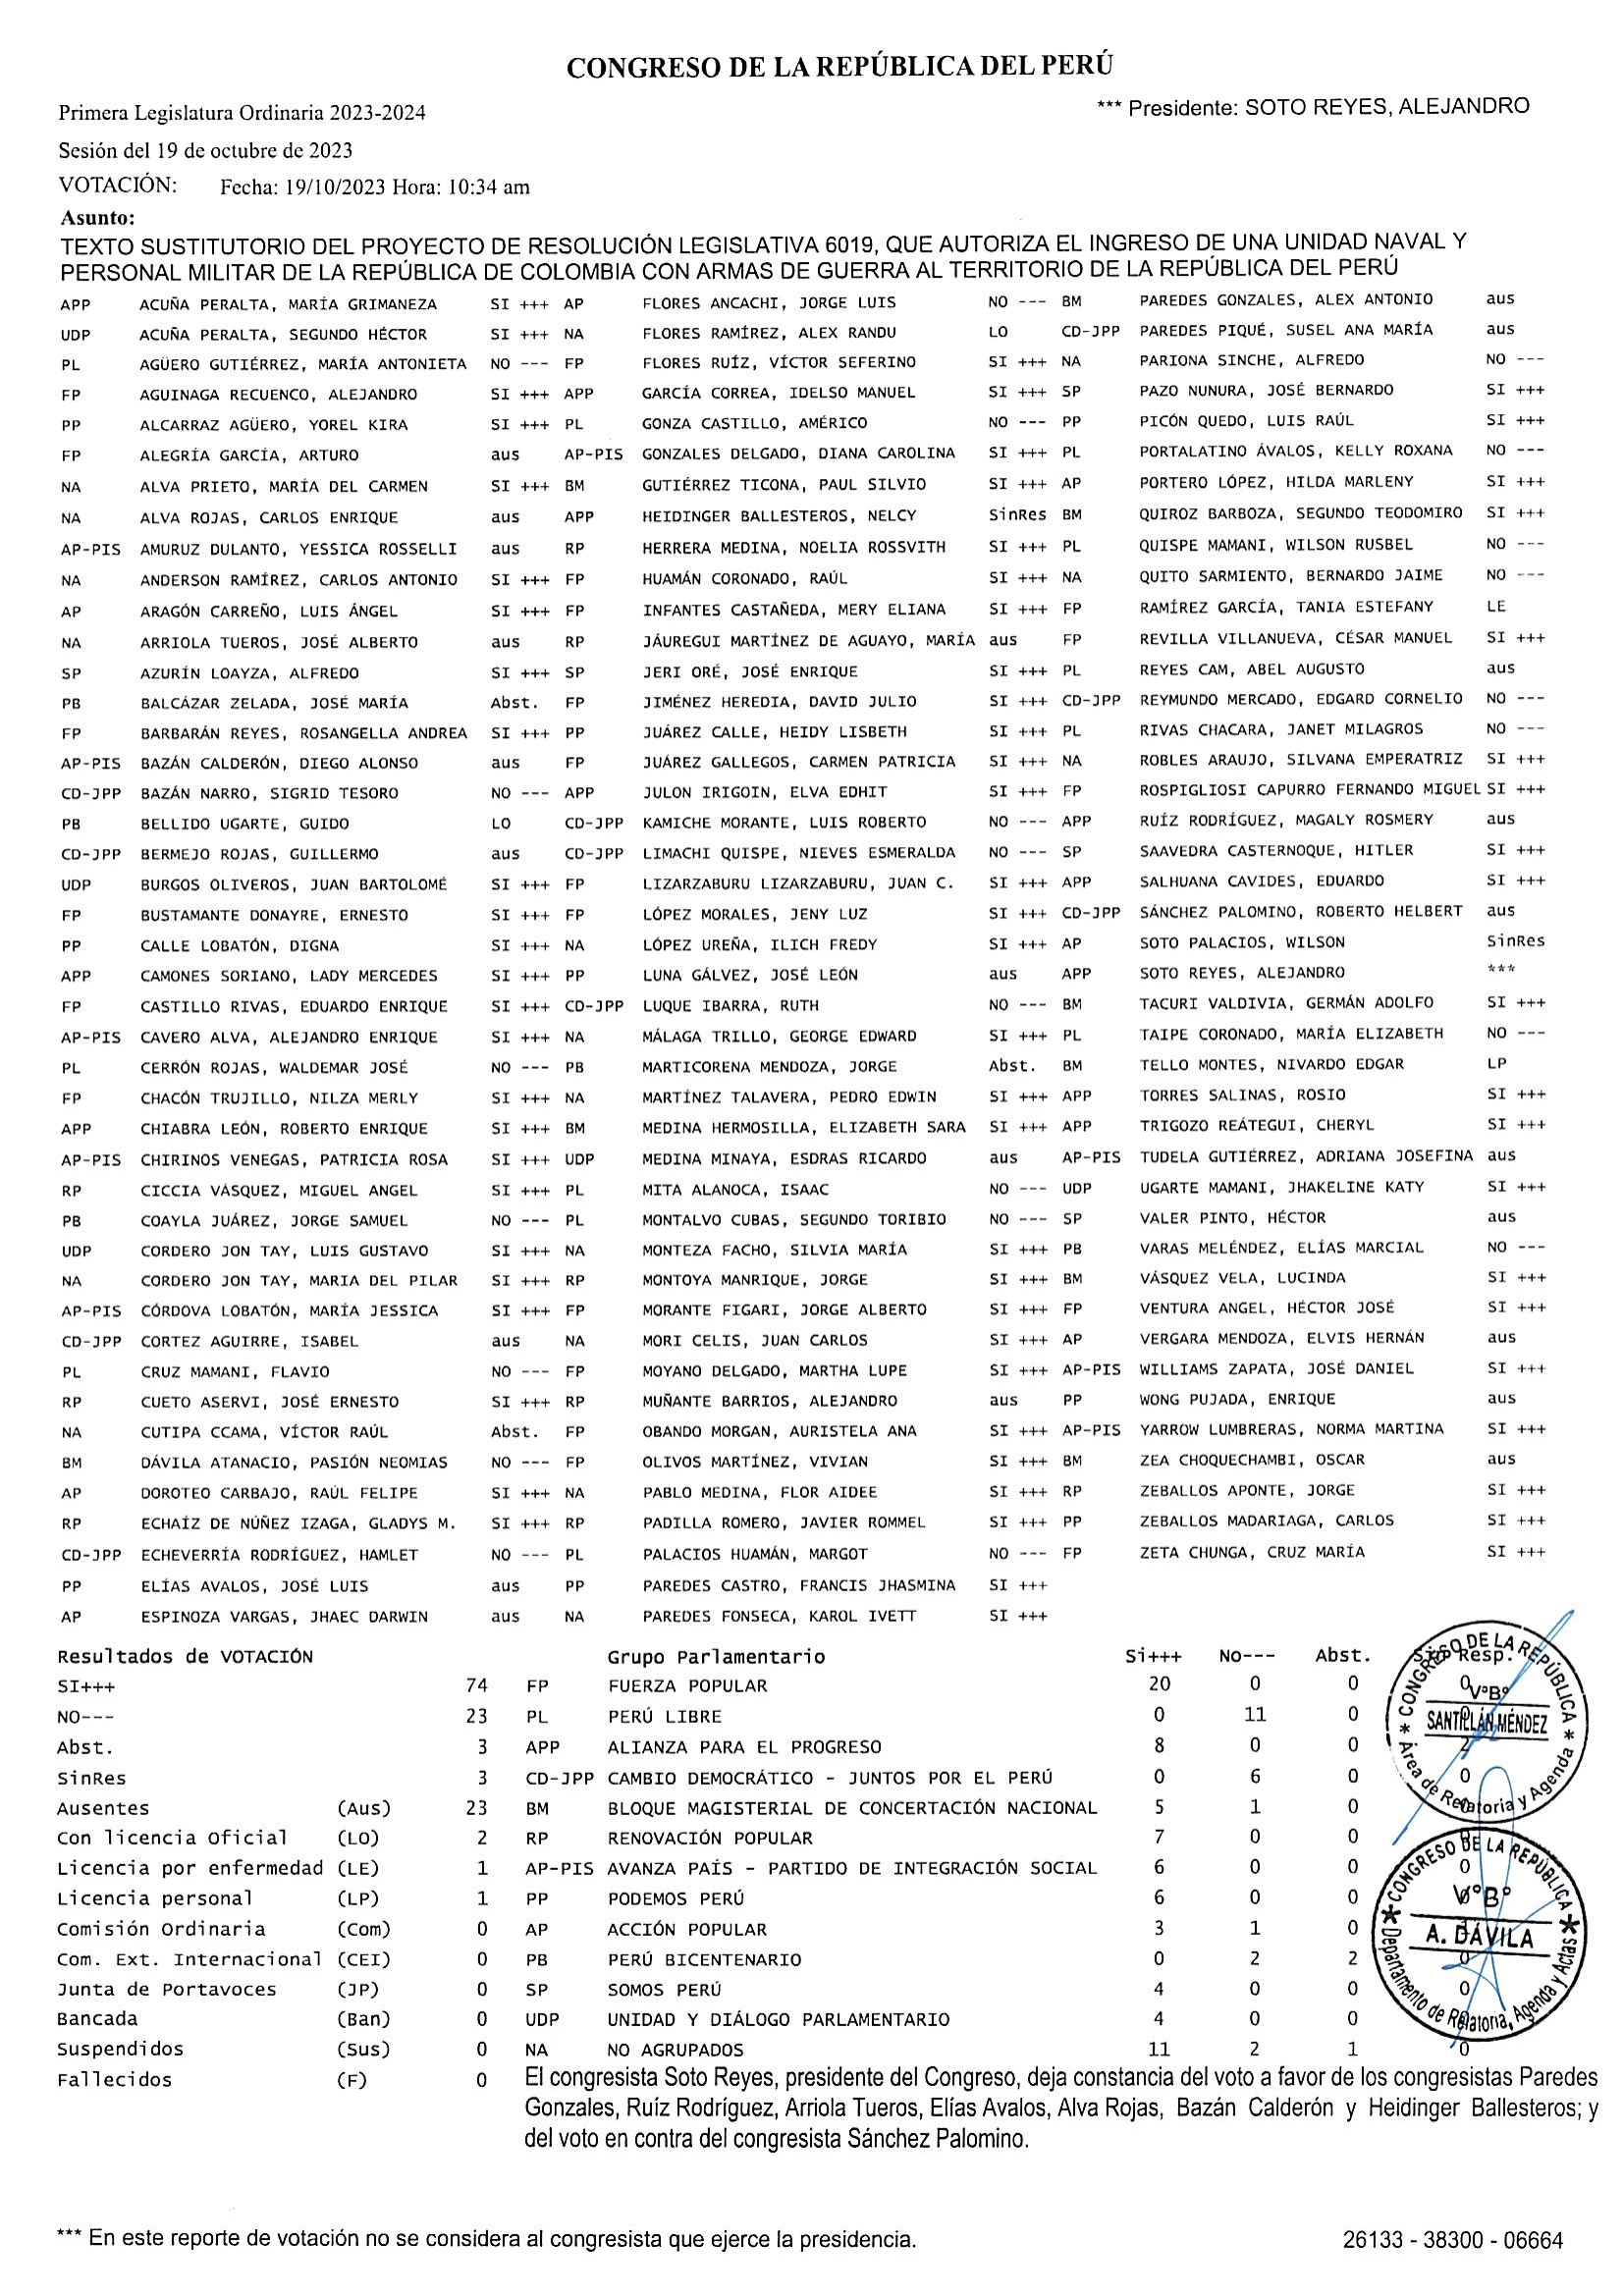 CONGRESO DE LA REPÚBLICA DEL PERÚ
Primera Legislatura Ordinaria 2023-2024
*** Presidente: SOTO REYES, ALEJANDRO
Sesión del 19 de octubre de 2023
VOTACIÓN: Fecha: 19/10/2023 Hora: 10:34 am
Asunto:
TEXTO SUSTITUTORIO DEL PROYECTO DE RESOLUCIÓN LEGISLATIVA 6019, QUE AUTORIZA EL INGRESO DE UNA UNIDAD NAVAL Y
PERSONAL MILITAR DE LA REPÚBLICA DE COLOMBIA CON ARMAS DE GUERRA AL TERRITORIO DE LA REPÚBLICA DEL PERÚ
APP ACUÑA PERALTA, MARÍA GRIMANEZA SI +++ AP FLORES ANCACHI, JORGE LUIS NO --- BM PAREDES GONZALES, ALEX ANTONIO aus
UDP ACUÑA PERALTA, SEGUNDO HÉCTOR SI +++ NA FLORES RAMÍREZ, ALEX RANDU LO CD-JPP PAREDES PIQUÉ, SUSEL ANA MARÍA aus
PL AGÜERO GUTIÉRREZ, MARÍA ANTONIETA NO --- FP FLORES RUÍZ, VÍCTOR SEFERINO SI +++ NA PARIONA SINCHE, ALFREDO NO ---
FP AGUINAGA RECUENCO, ALEJANDRO SI +++ APP GARCÍA CORREA, IDELSO MANUEL SI +++ SP PAZO NUNURA, JOSÉ BERNARDO SI +++
PP ALCARRAZ AGÜERO, YOREL KIRA SI +++ PL GONZA CASTILLO, AMÉRICO NO --- PP PICÓN QUEDO, LUIS RAÚL SI +++
FP ALEGRÍA GARCÍA, ARTURO aus AP-PIS GONZALES DELGADO, DIANA CAROLINA SI +++ PL PORTALATINO ÁVALOS, KELLY ROXANA NO ---
NA ALVA PRIETO, MARÍA DEL CARMEN SI +++ BM GUTIÉRREZ TICONA, PAUL SILVIO SI +++ AP PORTERO LÓPEZ, HILDA MARLENY SI +++
NA ALVA ROJAS, CARLOS ENRIQUE aus APP HEIDINGER BALLESTEROS, NELCY SinRes BM QUIROZ BARBOZA, SEGUNDO TEODOMIRO SI +++
AP-PIS AMURUZ DULANTO, YESSICA ROSSELLI aus RP HERRERA MEDINA, NOELIA ROSSVITH SI +++ PL QUISPE MAMANI, WILSON RUSBEL NO ---
NA ANDERSON RAMÍREZ, CARLOS ANTONIO SI +++ FP HUAMÁN CORONADO, RAÚL SI +++ NA QUITO SARMIENTO, BERNARDO JAIME NO ---
AP ARAGÓN CARREÑO, LUIS ÁNGEL SI +++ FP INFANTES CASTAÑEDA, MERY ELIANA SI +++ FP RAMÍREZ GARCÍA, TANIA ESTEFANY LE
NA ARRIOLA TUEROS, JOSÉ ALBERTO aus RP JÁUREGUI MARTÍNEZ DE AGUAYO, MARÍA aus FP REVILLA VILLANUEVA, CÉSAR MANUEL SI +++
SP AZURÍN LOAYZA, ALFREDO SI +++ SP JERI ORÉ, JOSÉ ENRIQUE SI +++ PL REYES CAM, ABEL AUGUSTO aus
PB BALCÁZAR ZELADA, JOSÉ MARÍA Abst. FP JIMÉNEZ HEREDIA, DAVID JULIO SI +++ CD-JPP REYMUNDO MERCADO, EDGARD CORNELIO NO ---
FP BARBARÁN REYES, ROSANGELLA ANDREA SI +++ PP JUÁREZ CALLE, HEIDY LISBETH SI +++ PL RIVAS CHACARA, JANET MILAGROS NO ---
AP-PIS BAZÁN CALDERÓN, DIEGO ALONSO aus FP JUÁREZ GALLEGOS, CARMEN PATRICIA SI +++ NA ROBLES ARAUJO, SILVANA EMPERATRIZ SI +++
CD-JPP BAZÁN NARRO, SIGRID TESORO NO --- APP JULON IRIGOIN, ELVA EDHIT SI +++ FP ROSPIGLIOSI CAPURRO FERNANDO MIGUEL SI +++
PB BELLIDO UGARTE, GUIDO LO CD-JPP KAMICHE MORANTE, LUIS ROBERTO NO --- APP RUÍZ RODRÍGUEZ, MAGALY ROSMERY aus
CD-JPP BERMEJO ROJAS, GUILLERMO aus CD-JPP LIMACHI QUISPE, NIEVES ESMERALDA NO --- SP SAAVEDRA CASTERNOQUE, HITLER SI +++
UDP BURGOS OLIVEROS, JUAN BARTOLOMÉ SI +++ FP LIZARZABURU LIZARZABURU, JUAN C. SI +++ APP SALHUANA CAVIDES, EDUARDO SI +++
FP BUSTAMANTE DONAYRE, ERNESTO SI +++ FP LÓPEZ MORALES, JENY LUZ SI +++ CD-JPP SÁNCHEZ PALOMINO, ROBERTO HELBERT aus
PP CALLE LOBATÓN, DIGNA SI +++ NA LÓPEZ UREÑA, ILICH FREDY SI +++ AP SOTO PALACIOS, WILSON SinRes
APP CAMONES SORIANO, LADY MERCEDES SI +++ PP LUNA GÁLVEZ, JOSÉ LEÓN aus APP SOTO REYES, ALEJANDRO ***
FP CASTILLO RIVAS, EDUARDO ENRIQUE SI +++ CD-JPP LUQUE IBARRA, RUTH NO --- BM TACURI VALDIVIA, GERMÁN ADOLFO SI +++
AP-PIS CAVERO ALVA, ALEJANDRO ENRIQUE SI +++ NA MÁLAGA TRILLO, GEORGE EDWARD SI +++ PL TAIPE CORONADO, MARÍA ELIZABETH NO ---
PL CERRÓN ROJAS, WALDEMAR JOSÉ NO --- PB MARTICORENA MENDOZA, JORGE Abst. BM TELLO MONTES, NIVARDO EDGAR LP
FP CHACÓN TRUJILLO, NILZA MERLY SI +++ NA MARTÍNEZ TALAVERA, PEDRO EDWIN SI +++ APP TORRES SALINAS, ROSIO SI +++
APP CHIABRA LEÓN, ROBERTO ENRIQUE SI +++ BM MEDINA HERMOSILLA, ELIZABETH SARA SI +++ APP TRIGOZO REÁTEGUI, CHERYL SI +++
AP-PIS CHIRINOS VENEGAS, PATRICIA ROSA SI +++ UDP MEDINA MINAYA, ESDRAS RICARDO aus AP-PIS TUDELA GUTIÉRREZ, ADRIANA JOSEFINA aus
RP CICCIA VÁSQUEZ, MIGUEL ANGEL SI +++ PL MITA ALANOCA, ISAAC NO --- UDP UGARTE MAMANI, JHAKELINE KATY SI +++
PB COAYLA JUÁREZ, JORGE SAMUEL NO --- PL MONTALVO CUBAS, SEGUNDO TORIBIO NO --- SP VALER PINTO, HÉCTOR aus
UDP CORDERO JON TAY, LUIS GUSTAVO SI +++ NA MONTEZA FACHO, SILVIA MARÍA SI +++ PB VARAS MELÉNDEZ, ELÍAS MARCIAL NO ---
NA CORDERO JON TAY, MARIA DEL PILAR SI +++ RP MONTOYA MANRIQUE, JORGE SI +++ BM VÁSQUEZ VELA, LUCINDA SI +++
AP-PIS CÓRDOVA LOBATÓN, MARÍA JESSICA SI +++ FP MORANTE FIGARI, JORGE ALBERTO SI +++ FP VENTURA ANGEL, HÉCTOR JOSÉ SI +++
CD-JPP CORTEZ AGUIRRE, ISABEL aus NA MORI CELIS, JUAN CARLOS SI +++ AP VERGARA MENDOZA, ELVIS HERNÁN aus
PL CRUZ MAMANI, FLAVIO NO --- FP MOYANO DELGADO, MARTHA LUPE SI +++ AP-PIS WILLIAMS ZAPATA, JOSÉ DANIEL SI +++
RP CUETO ASERVI, JOSÉ ERNESTO SI +++ RP MUÑANTE BARRIOS, ALEJANDRO aus PP WONG PUJADA, ENRIQUE aus
NA CUTIPA CCAMA, VÍCTOR RAÚL Abst. FP OBANDO MORGAN, AURISTELA ANA SI +++ AP-PIS YARROW LUMBRERAS, NORMA MARTINA SI +++
BM DÁVILA ATANACIO, PASIÓN NEOMIAS NO --- FP OLIVOS MARTÍNEZ, VIVIAN SI +++ BM ZEA CHOQUECHAMBI, OSCAR aus
AP DOROTEO CARBAJO, RAÚL FELIPE SI +++ NA PABLO MEDINA, FLOR AIDEE SI +++ RP ZEBALLOS APONTE, JORGE SI +++
RP ECHAÍZ DE NÚÑEZ IZAGA, GLADYS M. SI +++ RP PADILLA ROMERO, JAVIER ROMMEL SI +++ PP ZEBALLOS MADARIAGA, CARLOS SI +++
CD-JPP ECHEVERRÍA RODRÍGUEZ, HAMLET NO --- PL PALACIOS HUAMÁN, MARGOT NO --- FP ZETA CHUNGA, CRUZ MARÍA SI +++
PP ELÍAS AVALOS, JOSÉ LUIS aus PP PAREDES CASTRO, FRANCIS JHASMINA SI +++
AP ESPINOZA VARGAS, JHAEC DARWIN aus NA PAREDES FONSECA, KAROL IVETT SI +++
Resultados de VOTACIÓN Grupo Parlamentario Si+++ No--- Abst. Sin Resp.
SI+++ 74 FP FUERZA POPULAR 20 0 0 0
NO--- 23 PL PERÚ LIBRE 0 11 0
Abst. 3 APP ALIANZA PARA EL PROGRESO 8 0 0 2
SinRes 3 CD-JPP CAMBIO DEMOCRÁTICO - JUNTOS POR EL PERÚ 0 6 0 0
Ausentes (Aus) 23 BM BLOQUE MAGISTERIAL DE CONCERTACIÓN NACIONAL 5 1 0 0
Con licencia Oficial (LO) 2 RP RENOVACIÓN POPULAR 7 0 0 0
Licencia por enfermedad (LE) 1 AP-PIS AVANZA PAÍS - PARTIDO DE INTEGRACIÓN SOCIAL 6 0 0 0
Licencia personal (LP) 1 PP PODEMOS PERÚ 6 0 0 0
Comisión Ordinaria (Com) 0 AP ACCIÓN POPULAR 3 1 0
Com. Ext. Internacional (CEI) 0 PB PERÚ BICENTENARIO 0 2 2 0
Junta de Portavoces (JP) 0 SP SOMOS PERÚ 4 0 0 0
Bancada (Ban) 0 UDP UNIDAD Y DIÁLOGO PARLAMENTARIO 4 0 0 0
Suspendidos (Sus) 0 NA NO AGRUPADOS 11 2 1 0
Fallecidos (F) 0
CONGRESO DE LA REPÚBLICA
V°B°
SANTILLÁN MÉNDEZ
Área de Relatoría y Agenda
CONGRESO DE LA REPÚBLICA
V°B°
A. DÁVILA
Departamento de Relatoría, Agenda y Actas
El congresista Soto Reyes, presidente del Congreso, deja constancia del voto a favor de los congresistas Paredes
Gonzales, Ruíz Rodríguez, Arriola Tueros, Elías Avalos, Alva Rojas, Bazán Calderón y Heidinger Ballesteros; y
del voto en contra del congresista Sánchez Palomino.
*** En este reporte de votación no se considera al congresista que ejerce la presidencia.
26133 - 38300 - 06664